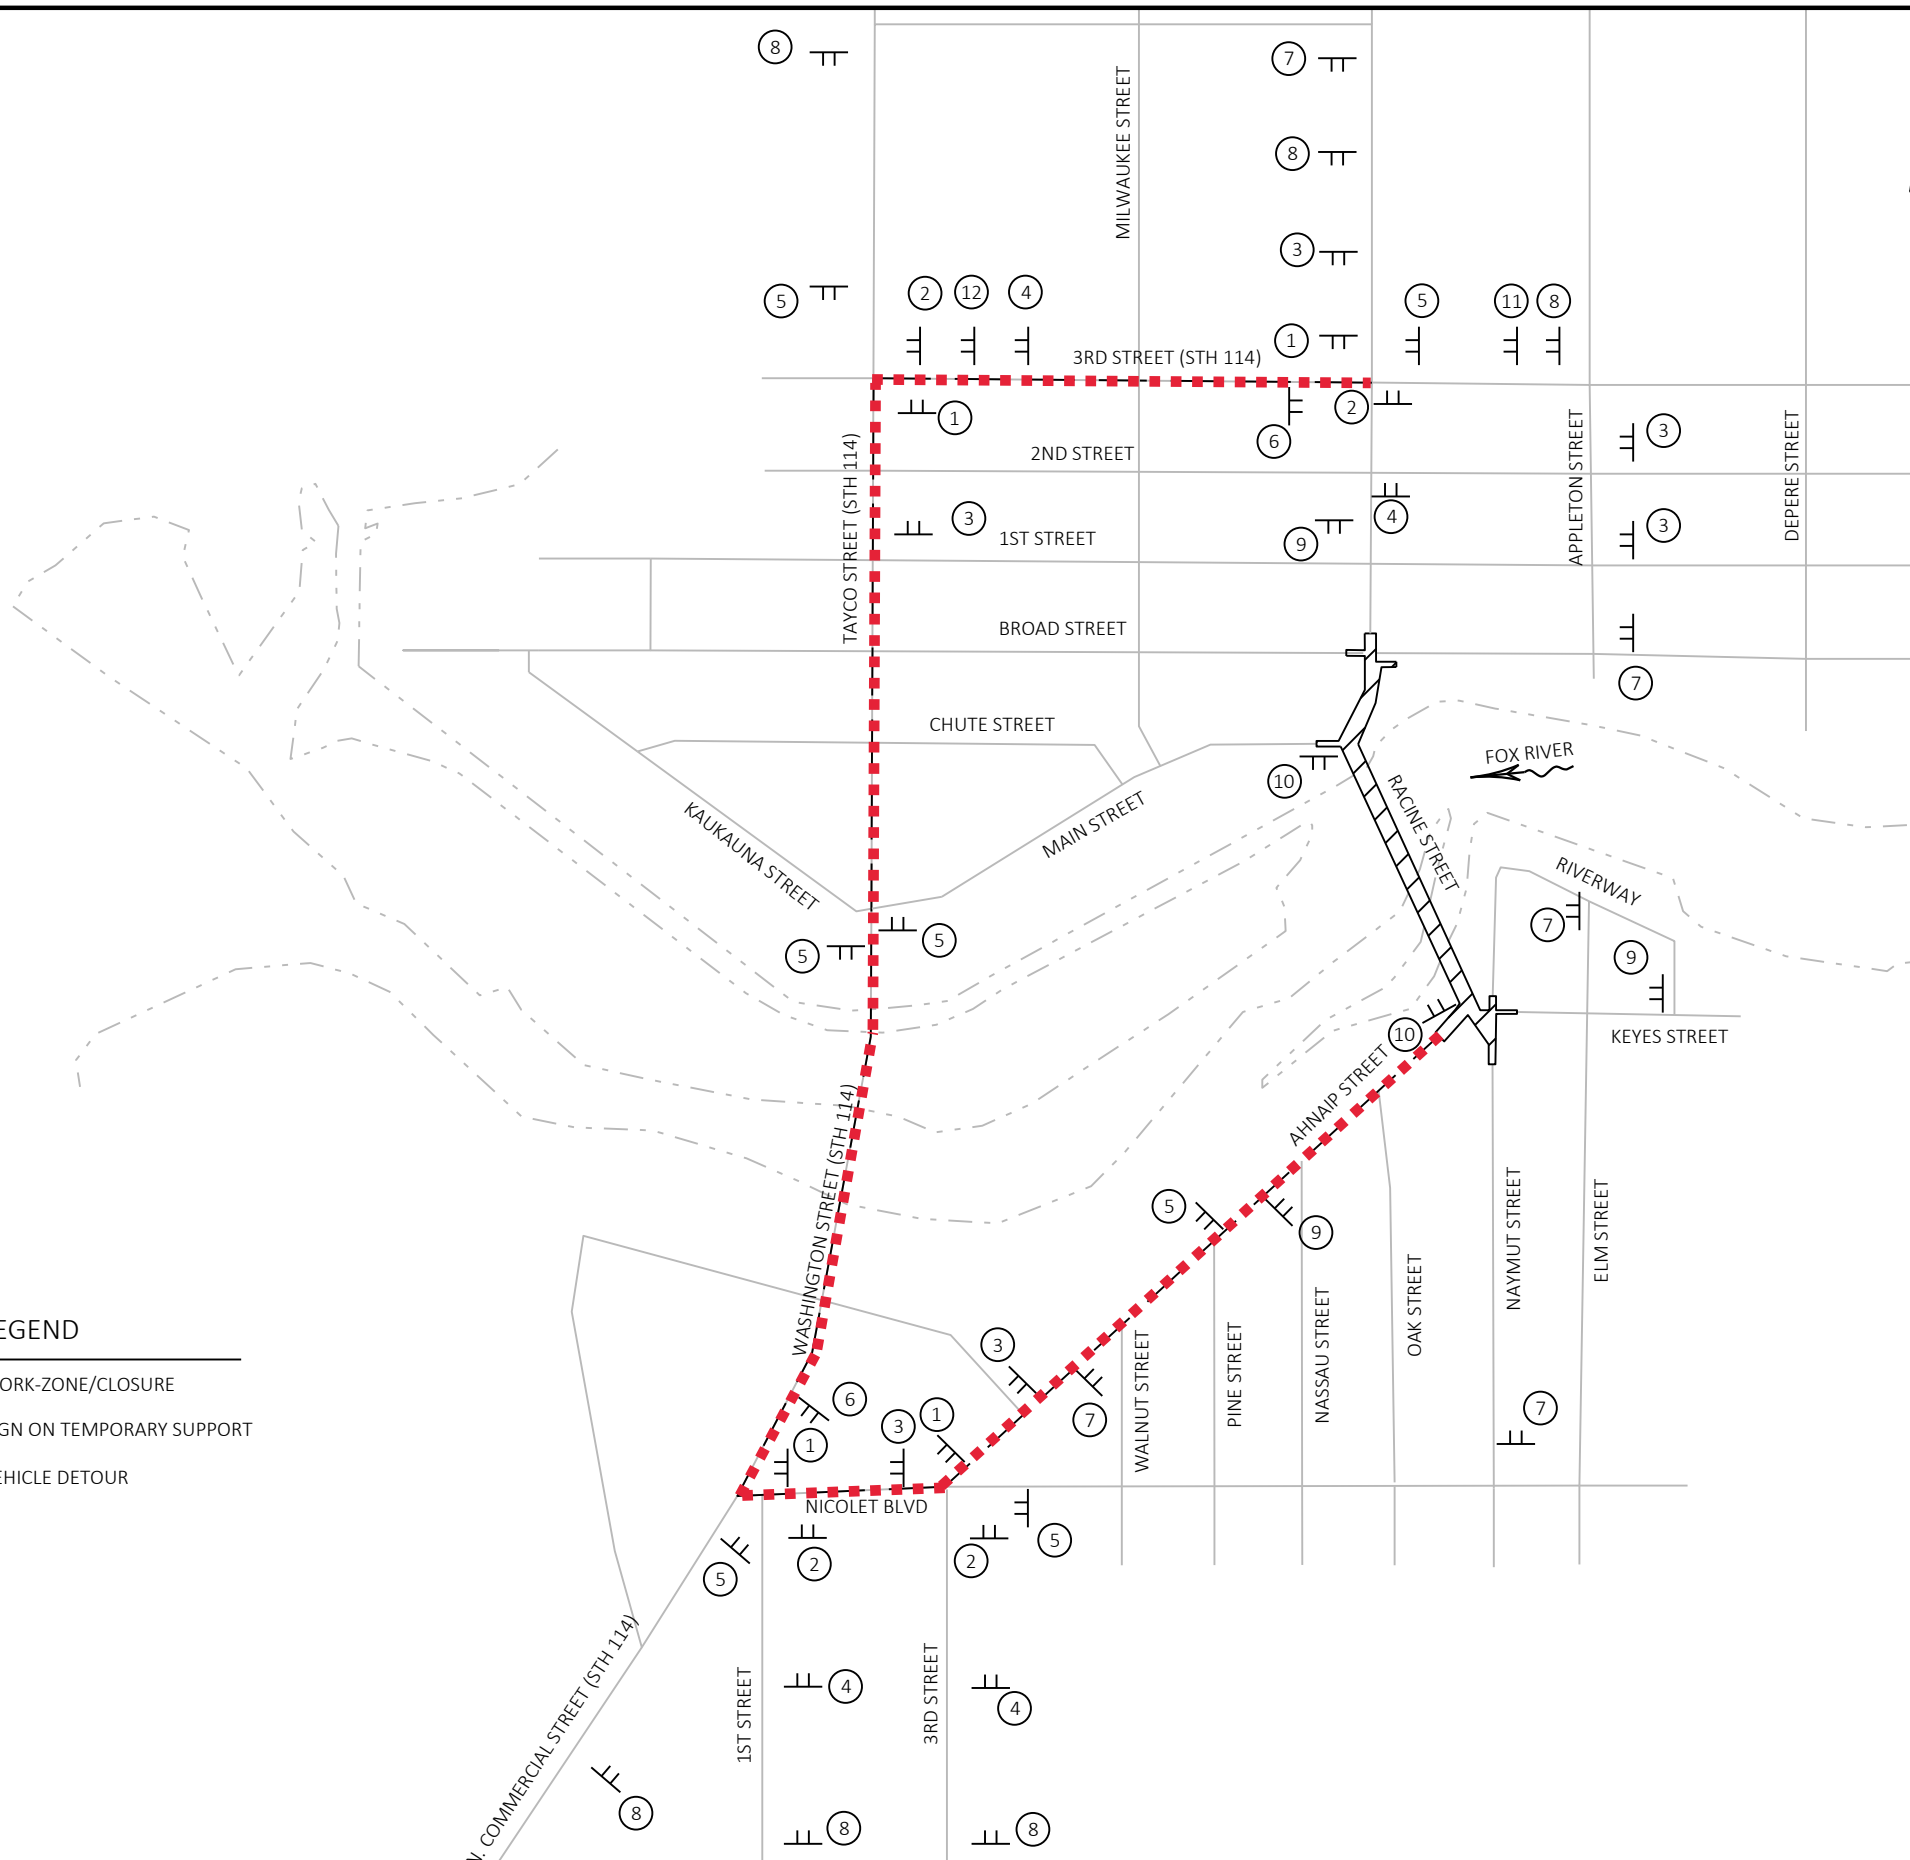 8
7
MILWAUKEE STREET
8
3
5
2
12
4
5
11
8
1
3RD STREET (STH 114)
1
2
6
3
2ND STREET
TAYCO STREET (STH 114)
APPLETON STREET
DEPERE STREET
3
4
3
9
1ST STREET
BROAD STREET
7
CHUTE STREET
FOX RIVER
10
RACINE STREET
KAUKAUNA STREET
MAIN STREET
RIVERWAY
7
5
5
9
10
KEYES STREET
AHNAIP STREET
WASHINGTON STREET (STH 114)
5
9
NAYMUT STREET
ELM STREET
OAK STREET
NASSAU STREET
PINE STREET
WALNUT STREET
EGENDORK-ZONE/CLOSURE
GN ON TEMPORARY SUPPORT
EHICLE DETOUR
3
6
3
1
7
7
1
NICOLET BLVD
5
2
2
5
N. COMMERCIAL STREET (STH 114)
1ST STREET
4
3RD STREET
4
8
8
8